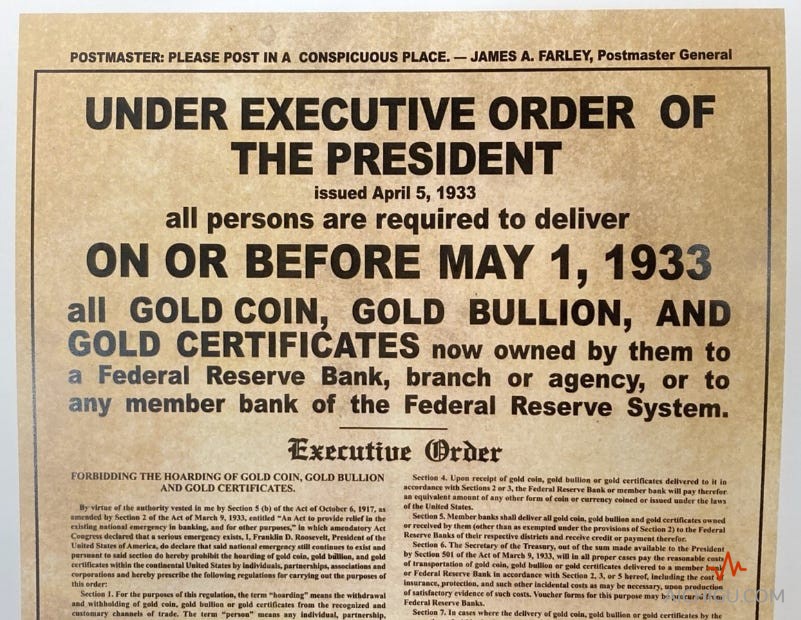 POSTMASTER: PLEASE POST IN A CONSPICUOUS PLACE. — JAMES A. FARLEY, Postmaster General
UNDER EXECUTIVE ORDER OF
THE PRESIDENT
issued April 5, 1933
all persons are required to deliver
ON OR BEFORE MAY 1, 1933
all GOLD COIN, GOLD BULLION, AND
GOLD CERTIFICATES now owned by them to
a Federal Reserve Bank, branch or agency, or to
any member bank of the Federal Reserve System.
Executive Order
FORBIDDING THE HOARDING OF GOLD COIN, GOLD BULLION
AND GOLD CERTIFICATES.
By virtue of the authority vested in me by Section 5 (b) of the Act of October 6, 1917, as
amended by Section 2 of the Act of March 9, 1933, entitled “An Act to provide relief in the
existing national emergency in banking, and for other purposes,” in which amendatory Act
Congress declared that a serious emergency exists, I, Franklin D. Roosevelt, President of the
United States of America, do declare that said national emergency still continues to exist and
pursuant to said section do hereby prohibit the hoarding of gold coin, gold bullion, and gold
certificates within the continental United States by individuals, partnerships, associations and
corporations and hereby prescribe the following regulations for carrying out the purposes of
this order:
Section 1. For the purposes of this regulation, the term “hoarding” means the withdrawal
and withholding of gold coin, gold bullion or gold certificates from the recognized and
customary channels of trade. The term “person” means any individual, partnership,
Section 4. Upon receipt of gold coin, gold bullion or gold certificates delivered to it in
accordance with Sections 2 or 3, the Federal Reserve Bank or member bank will pay therefor
an equivalent amount of any other form of coin or currency coined or issued under the laws
of the United States.
Section 5. Member banks shall deliver all gold coin, gold bullion and gold certificates owned
or received by them (other than as exempted under the provisions of Section 2) to the Federal
Reserve Banks of their respective districts and receive credit or payment therefor.
Section 6. The Secretary of the Treasury, out of the sum made available to the President
by Section 501 of the Act of March 9, 1933, will in all proper cases pay the reasonable costs
of transportation of gold coin, gold bullion or gold certificates delivered to a member bank
or Federal Reserve Bank in accordance with Section 2, 3, or 5 hereof, including the cost of
insurance, protection, and such other incidental costs as may be necessary, upon production
of satisfactory evidence of such costs. Voucher forms for this purpose may be procured from
Federal Reserve Banks.
Section 7. In cases where the delivery of gold coin, gold bullion or gold certificates by the